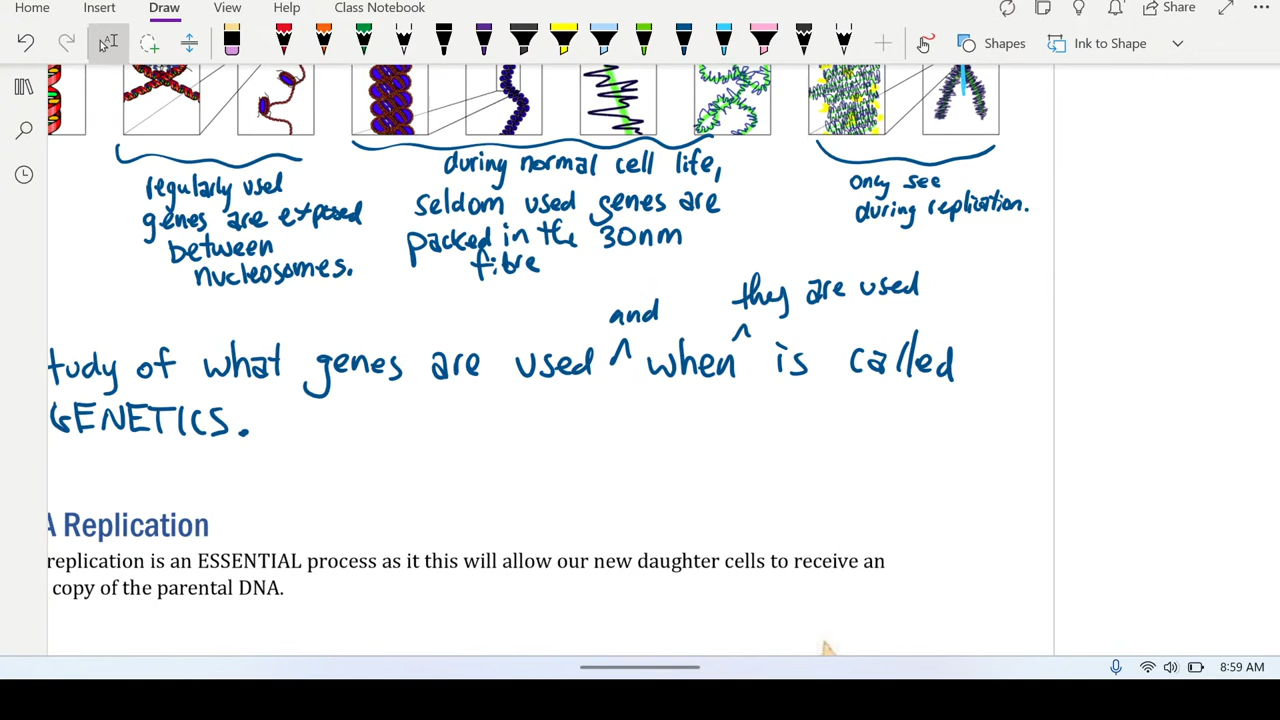 Home Insert Draw View Help Class Notebook Share
Shapes Ink to Shape
regularly used
genes are exposed
between
nucleosomes.
during normal cell life,
seldom used genes are
packed in the 30nm
fibre
only see
during replication.
and they are used
tudy of what genes are used ^ when ^ is called
GENETICS.
A Replication
replication is an ESSENTIAL process as it this will allow our new daughter cells to receive an
copy of the parental DNA.
8:59 AM